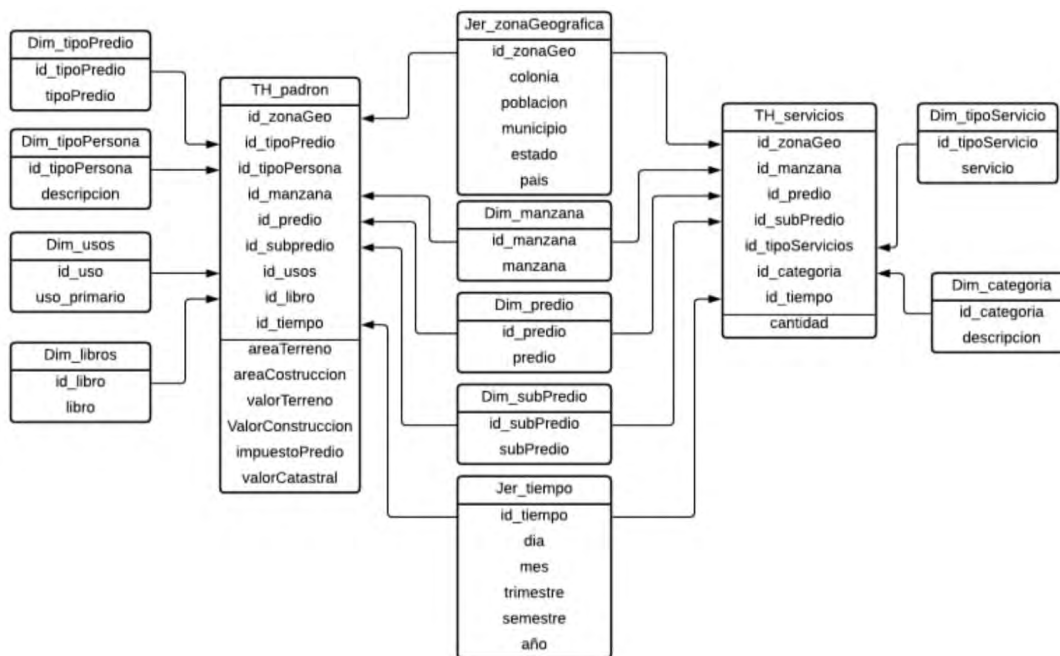 Dim_tipoPredio
id_tipoPredio
tipoPredio
Dim_tipoPersona
id_tipoPersona
descripcion
Dim_usos
id_uso
uso_primario
Dim_libros
id_libro
libro
TH_padron
id_zonaGeo
id_tipoPredio
id_tipoPersona
id_manzana
id_predio
id_subpredio
id_usos
id_libro
id_tiempo
areaTerreno
areaCostruccion
valorTerreno
ValorConstruccion
impuestoPredio
valorCatastral
Jer_zonaGeografica
id_zonaGeo
colonia
poblacion
municipio
estado
pais
Dim_manzana
id_manzana
manzana
Dim_predio
id_predio
predio
Dim_subPredio
id_subPredio
subPredio
Jer_tiempo
id_tiempo
dia
mes
trimestre
semestre
año
TH_servicios
id_zonaGeo
id_manzana
id_predio
id_subPredio
id_tipoServicios
id_categoria
id_tiempo
cantidad
Dim_tipoServicio
id_tipoServicio
servicio
Dim_categoria
id_categoria
descripcion